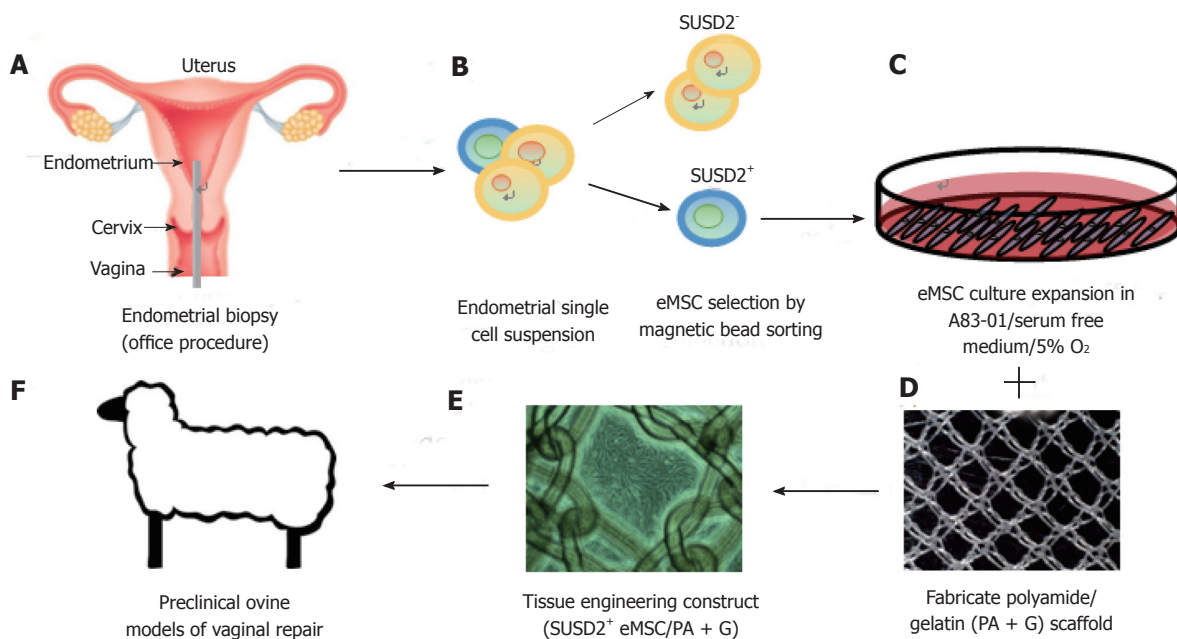 A
Uterus
Endometrium
Cervix
Vagina
Endometrial biopsy
(office procedure)
B
SUSD2⁻
SUSD2⁺
Endometrial single
cell suspension
eMSC selection by
magnetic bead sorting
C
eMSC culture expansion in
A83-01/serum free
medium/5% O₂
+
D
Fabricate polyamide/
gelatin (PA + G) scaffold
E
Tissue engineering construct
(SUSD2⁺ eMSC/PA + G)
F
Preclinical ovine
models of vaginal repair